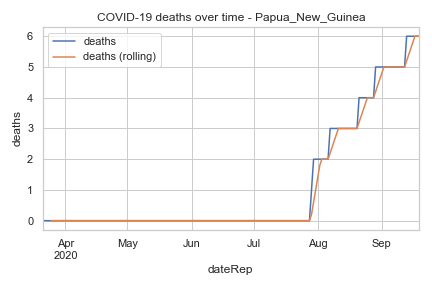 COVID-19 deaths over time - Papua_New_Guinea
deaths
deaths (rolling)
6
5
4
3
2
1
0
deaths
Apr
2020
May
Jun
Jul
Aug
Sep
dateRep